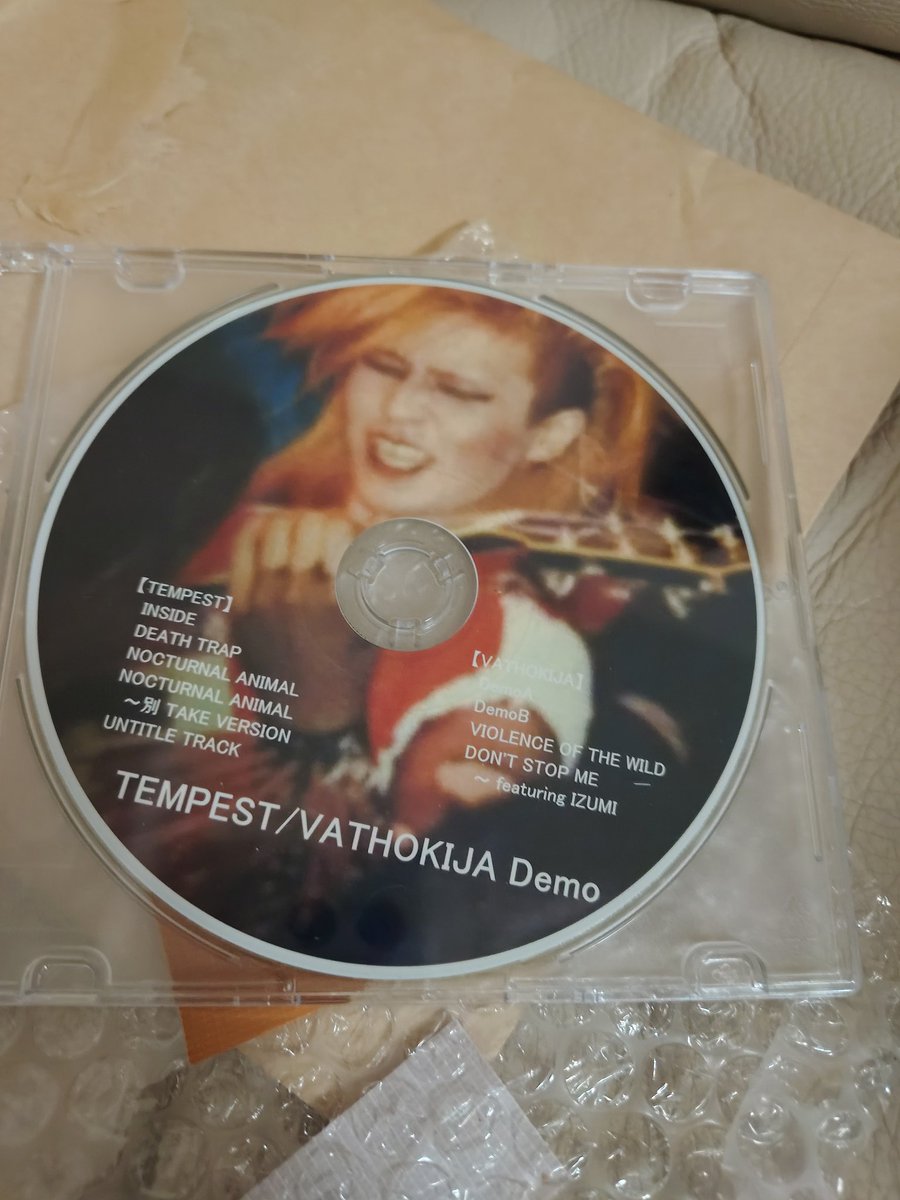 【TEMPEST】
INSIDE
DEATH TRAP
NOCTURNAL ANIMAL
NOCTURNAL ANIMAL
～別 TAKE VERSION
UNTITLE TRACK
【VATHOKIJA】
DemoA
DemoB
VIOLENCE OF THE WILD
DON'T STOP ME
～ featuring IZUMI
TEMPEST/VATHOKIJA Demo